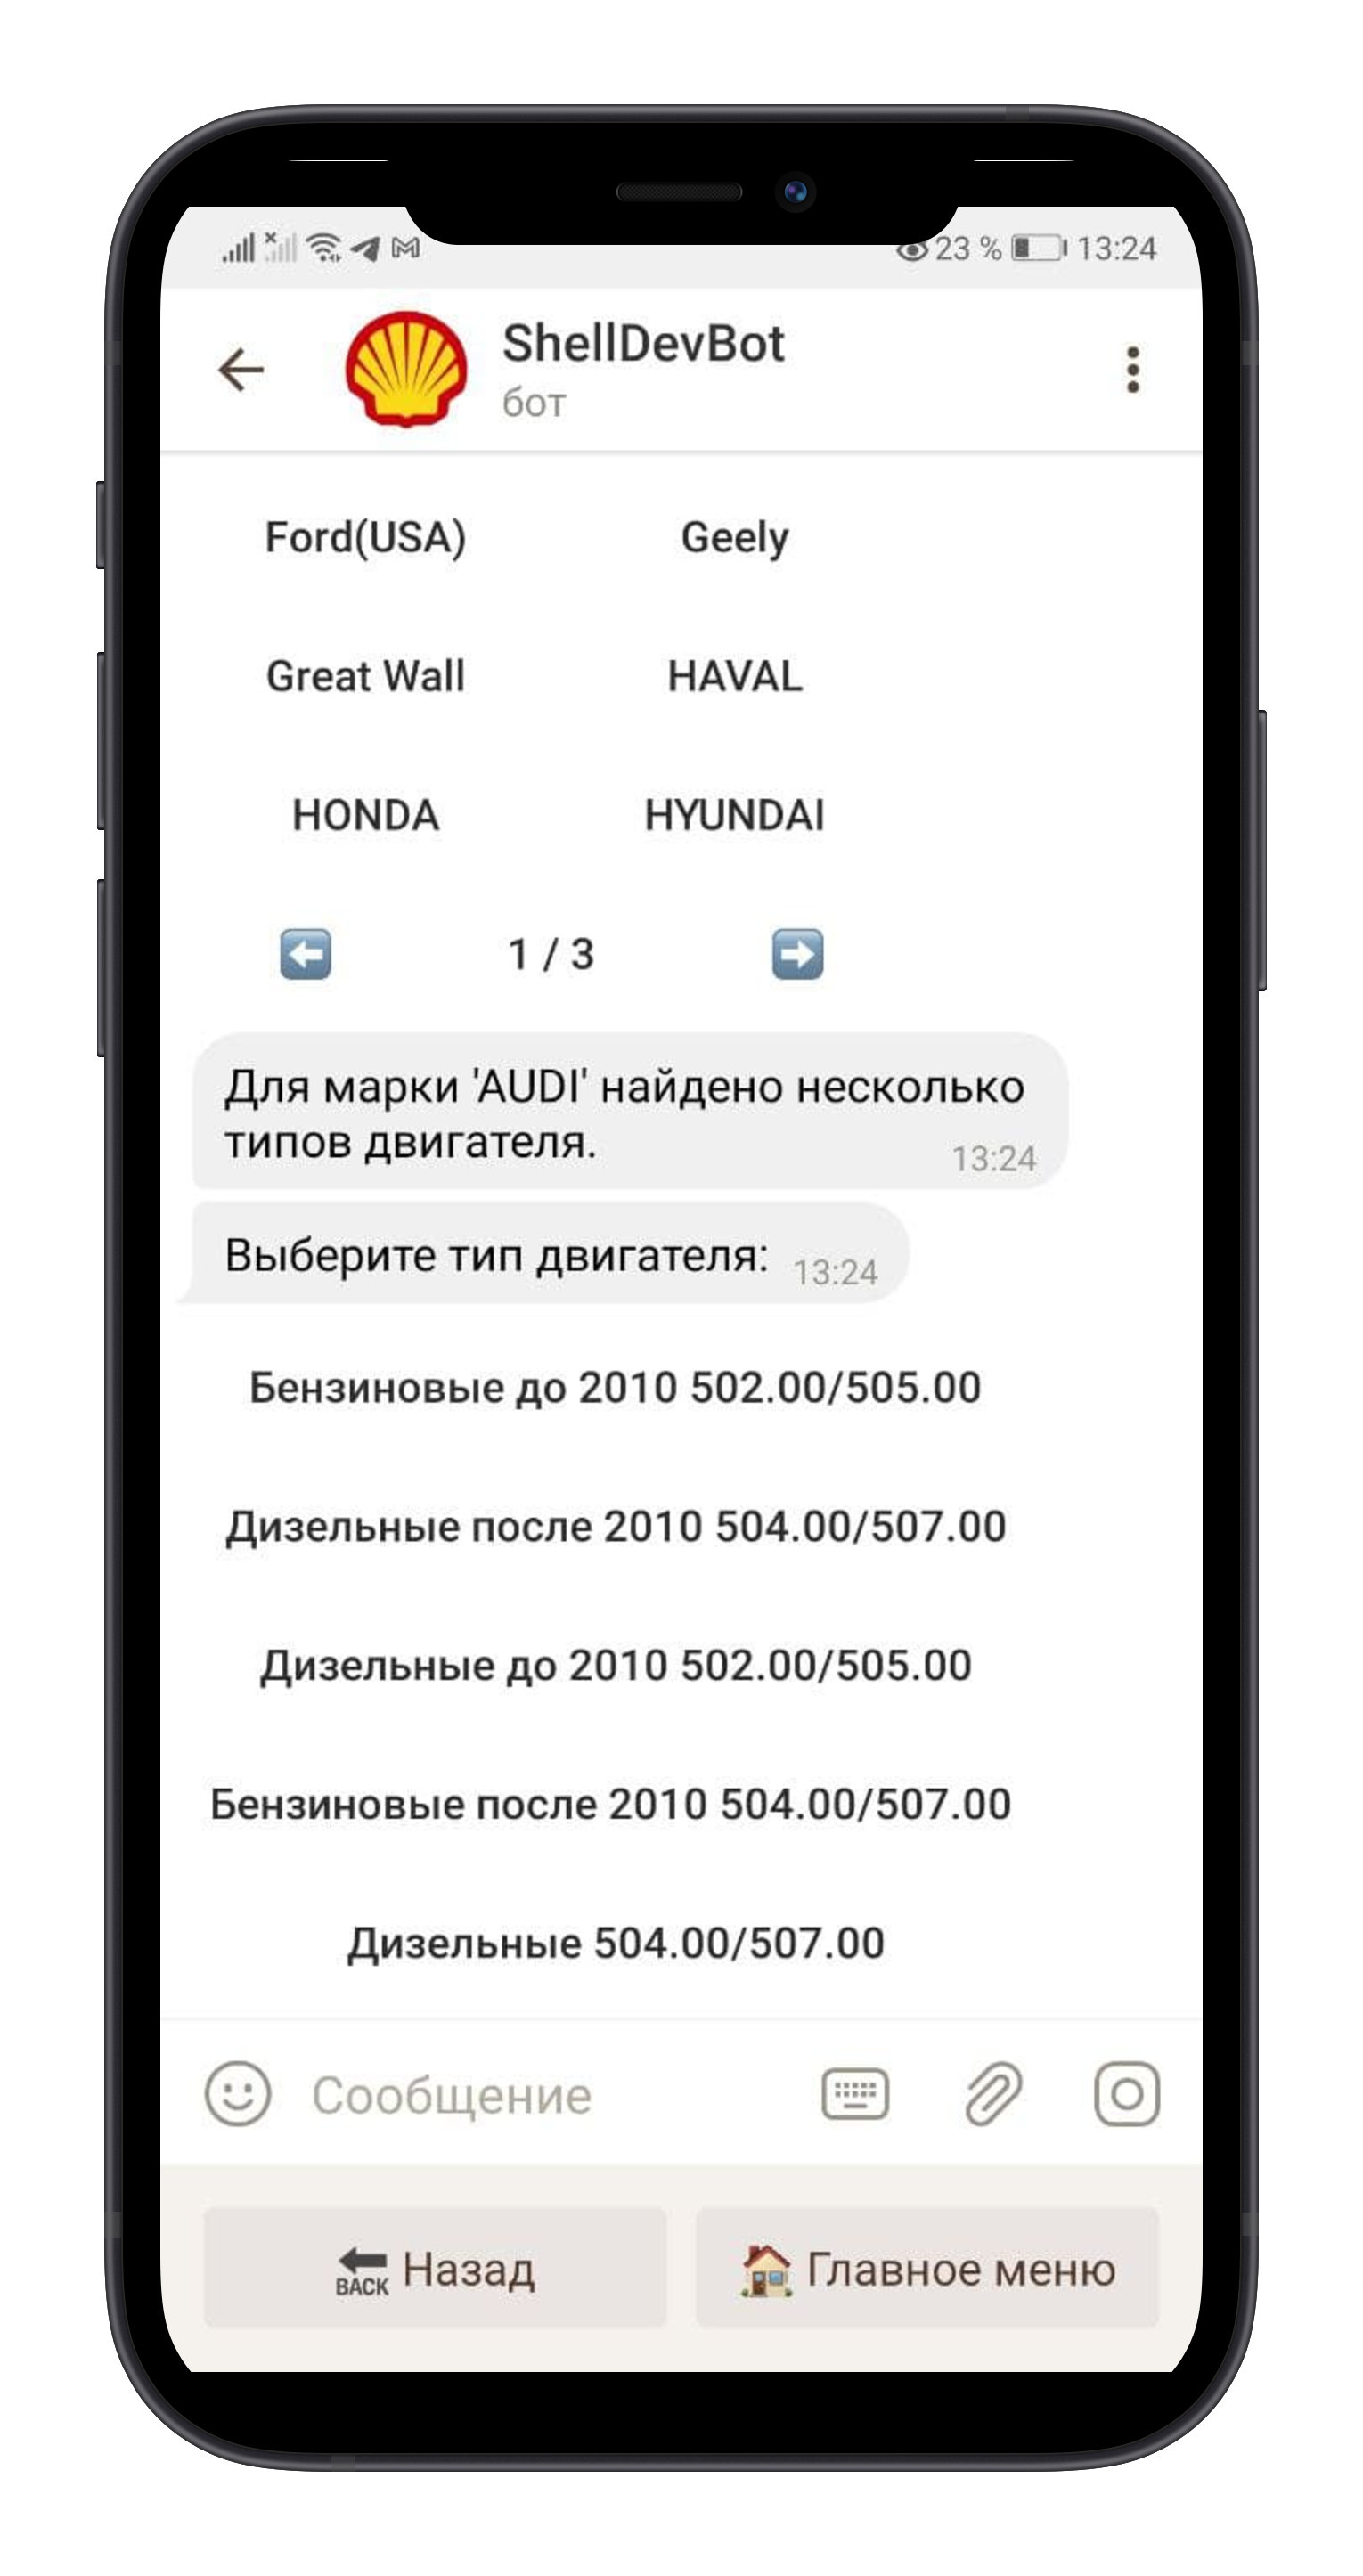 23 % 13:24
ShellDevBot
бот
Ford(USA) Geely
Great Wall HAVAL
HONDA HYUNDAI
1 / 3
Для марки 'AUDI' найдено несколько
типов двигателя. 13:24
Выберите тип двигателя: 13:24
Бензиновые до 2010 502.00/505.00
Дизельные после 2010 504.00/507.00
Дизельные до 2010 502.00/505.00
Бензиновые после 2010 504.00/507.00
Дизельные 504.00/507.00
Сообщение
BACK Назад Главное меню